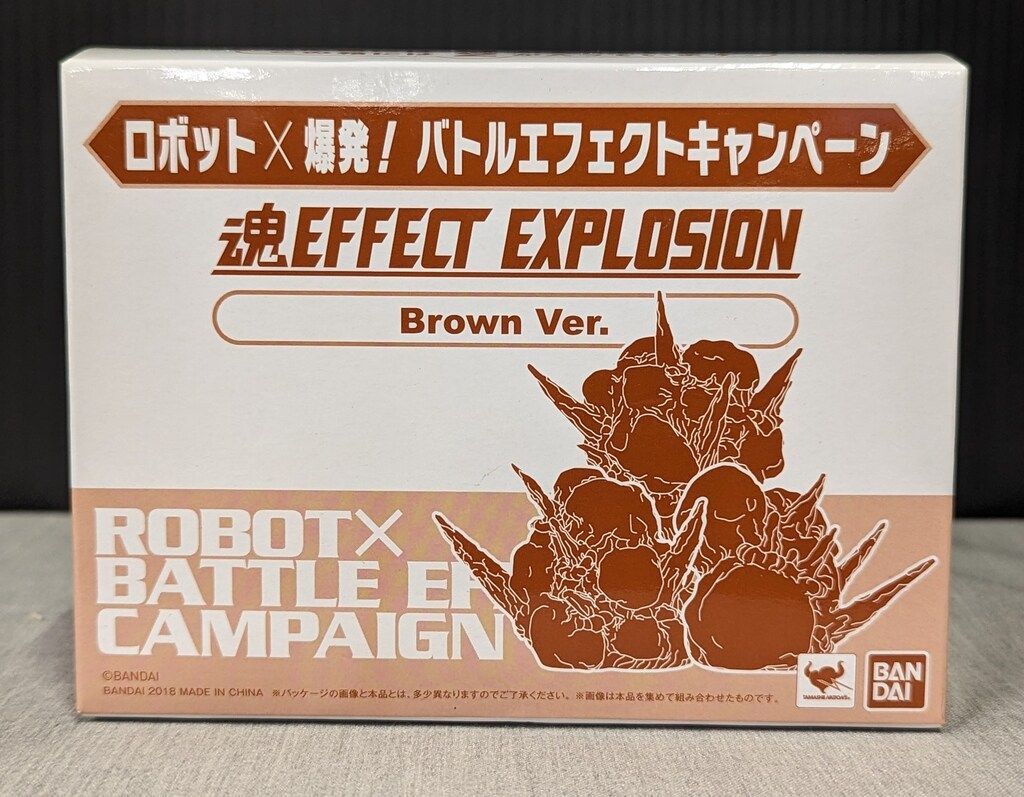 ロボット×爆発! バトルエフェクトキャンペーン
魂EFFECT EXPLOSION
Brown Ver.
ROBOT×
BATTLE EF
CAMPAIGN
©BANDAI
BANDAI 2018 MADE IN CHINA ※パッケージの画像と本品とは、多少異なりますのでご了承ください。※画像は本品を集めて組み合わせたものです。
TAMASHII NATIONS
BAN
DAI